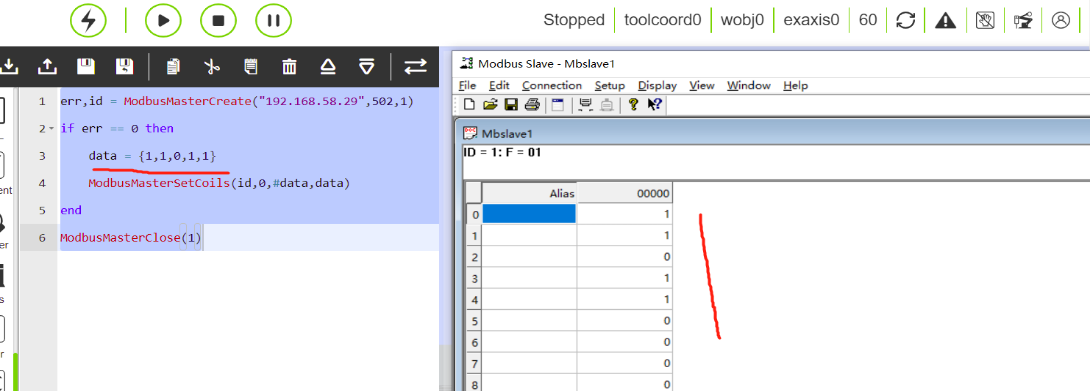 Stopped toolcoord0 wobj0 exaxis0 60
1 err,id = ModbusMasterCreate("192.168.58.29",502,1)
2 if err == 0 then
3 data = {1,1,0,1,1}
4 ModbusMasterSetCoils(id,0,#data,data)
5 end
6 ModbusMasterClose(1)
Modbus Slave - Mbslave1
File Edit Connection Setup Display View Window Help
Mbslave1
ID = 1: F = 01
Alias 00000
0 1
1 1
2 0
3 1
4 1
5 0
6 0
7 0
8 0